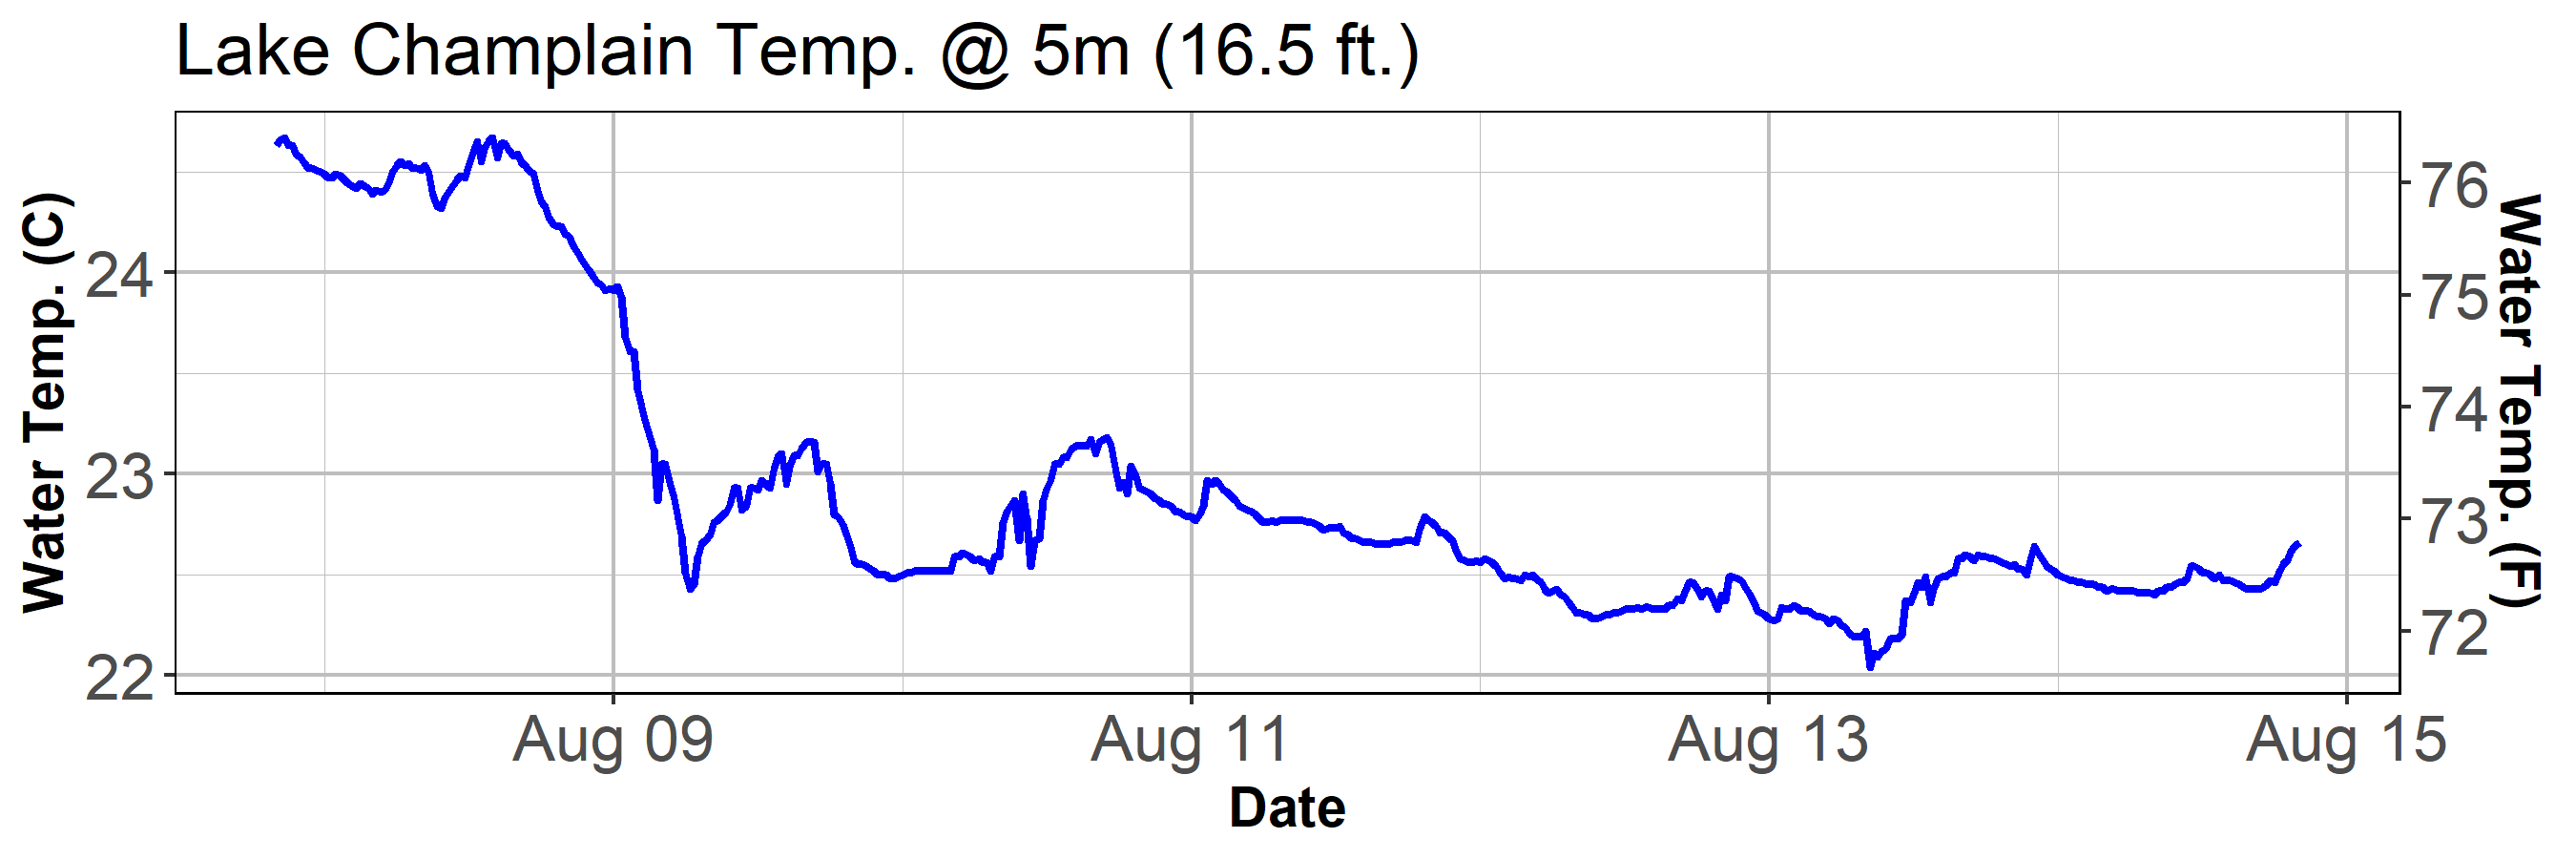 Lake Champlain Temp. @ 5m (16.5 ft.)
Water Temp. (C)
24
23
22
76
75
74
73
72
Water Temp. (F)
Aug 09
Aug 11
Aug 13
Aug 15
Date